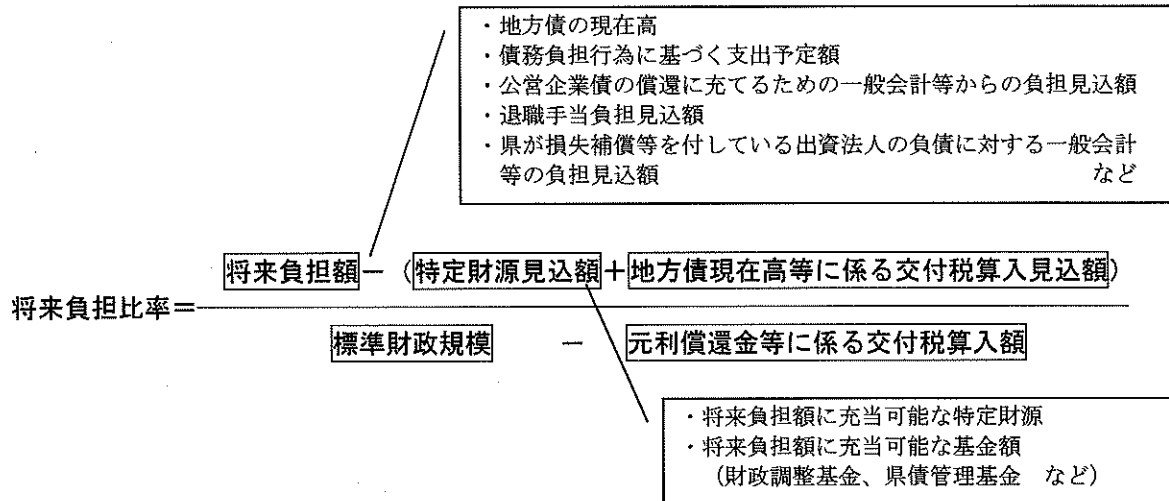 ・地方債の現在高
・債務負担行為に基づく支出予定額
・公営企業債の償還に充てるための一般会計等からの負担見込額
・退職手当負担見込額
・県が損失補償等を付している出資法人の負債に対する一般会計
等の負担見込額 など
将来負担額－（特定財源見込額＋地方債現在高等に係る交付税算入見込額）
将来負担比率＝
標準財政規模 － 元利償還金等に係る交付税算入額
・将来負担額に充当可能な特定財源
・将来負担額に充当可能な基金額
（財政調整基金、県債管理基金 など）